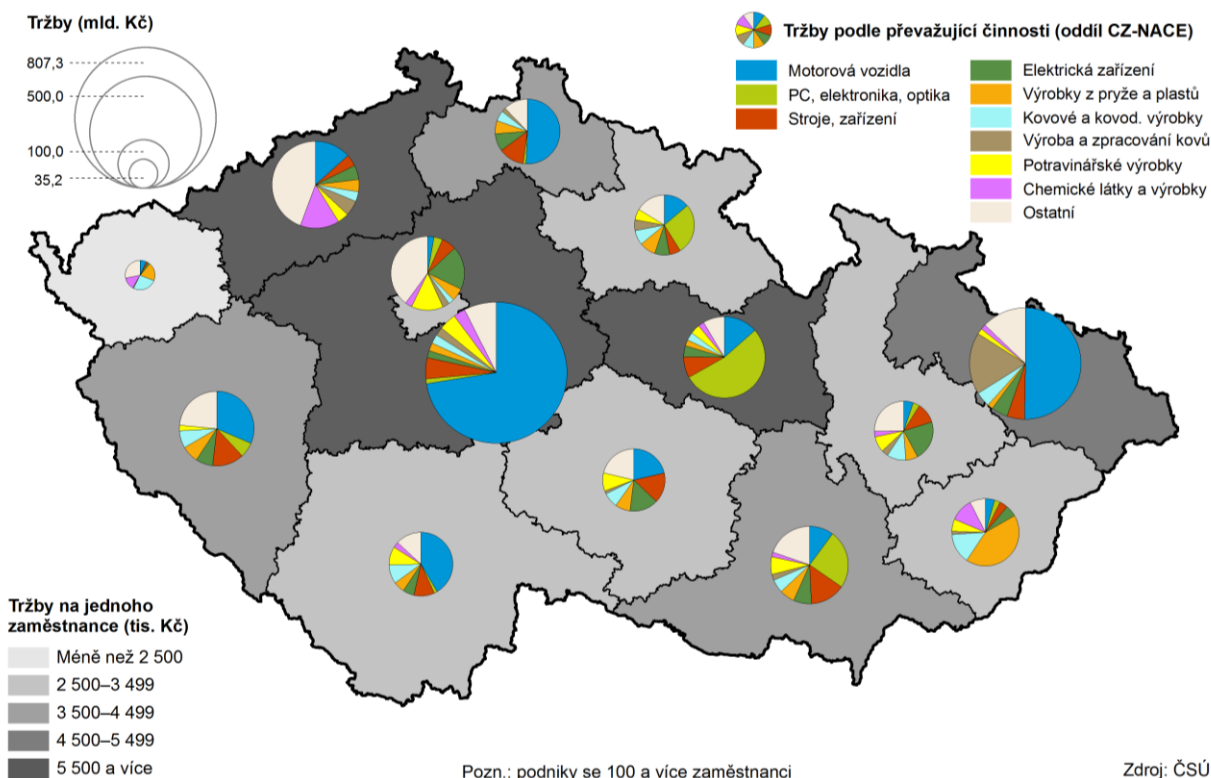 Tržby (mld. Kč)
807,3
500,0
100,0
35,2
Tržby podle převažující činnosti (oddíl CZ-NACE)
Motorová vozidla
PC, elektronika, optika
Stroje, zařízení
Elektrická zařízení
Výrobky z pryže a plastů
Kovové a kovod. výrobky
Výroba a zpracování kovů
Potravinářské výrobky
Chemické látky a výrobky
Ostatní
Tržby na jednoho
zaměstnance (tis. Kč)
Méně než 2 500
2 500–3 499
3 500–4 499
4 500–5 499
5 500 a více
Pozn.: podniky se 100 a více zaměstnanci
Zdroj: ČSÚ